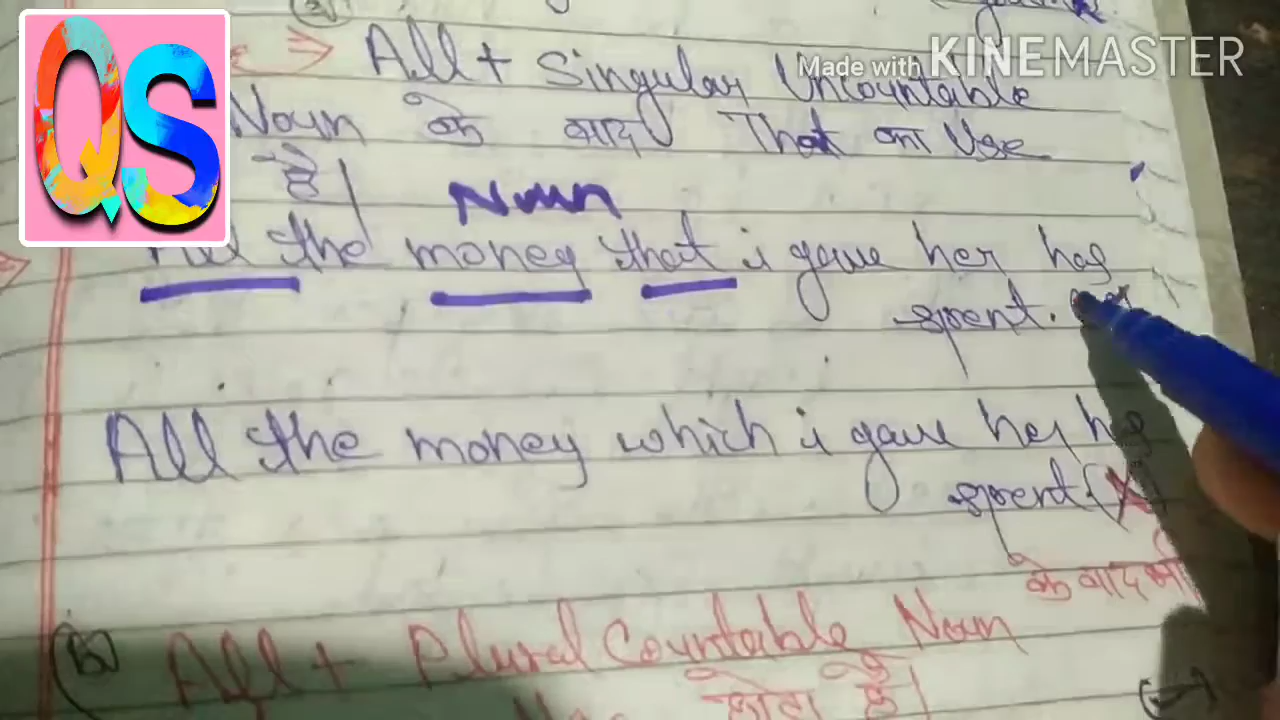 QS
Made with KINEMASTER
All + Singular Uncountable
Noun के बाद That का Use
है|
Noun
All the money that i gave her has
spent.
All the money which i gave her has
spent (X)
के बाद भी
(B) All + Plural Countable Noun
होता है|